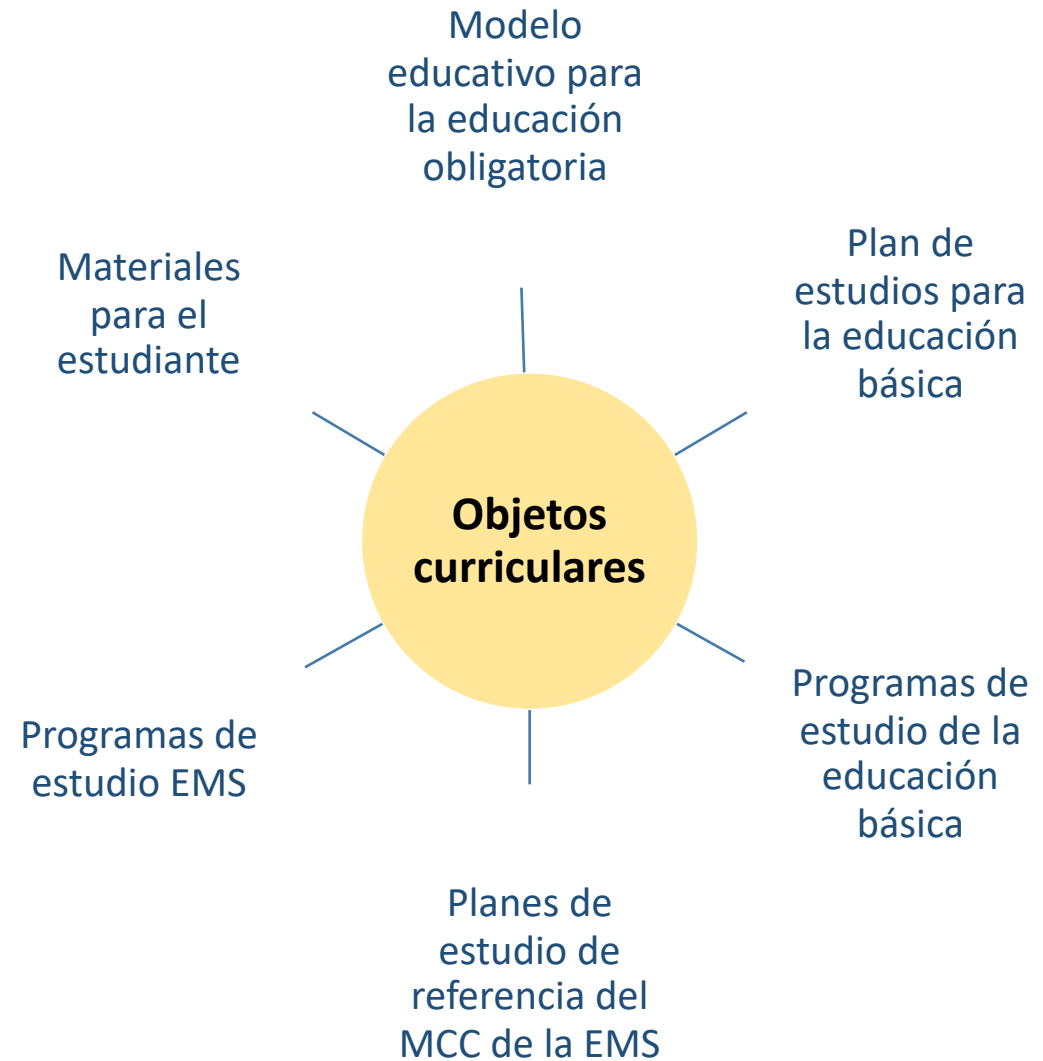 Modelo
educativo para
la educación
obligatoria
Plan de
estudios para
la educación
básica
Programas de
estudio de la
educación
básica
Planes de
estudio de
referencia del
MCC de la EMS
Programas de
estudio EMS
Materiales
para el
estudiante
Objetos
curriculares